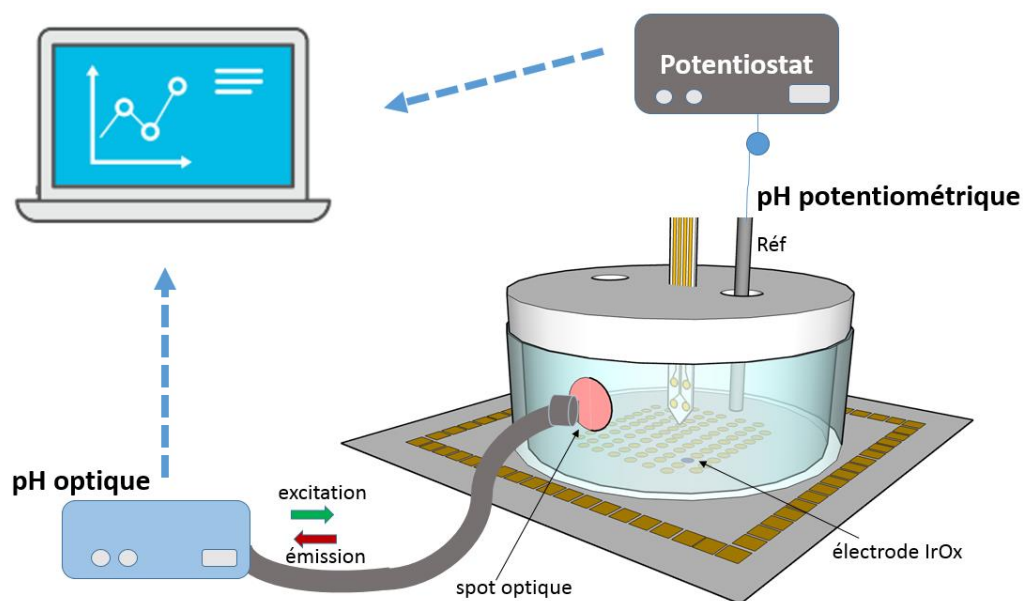 Potentiostat
pH potentiométrique
Réf
pH optique
excitation
émission
spot optique
électrode IrOx